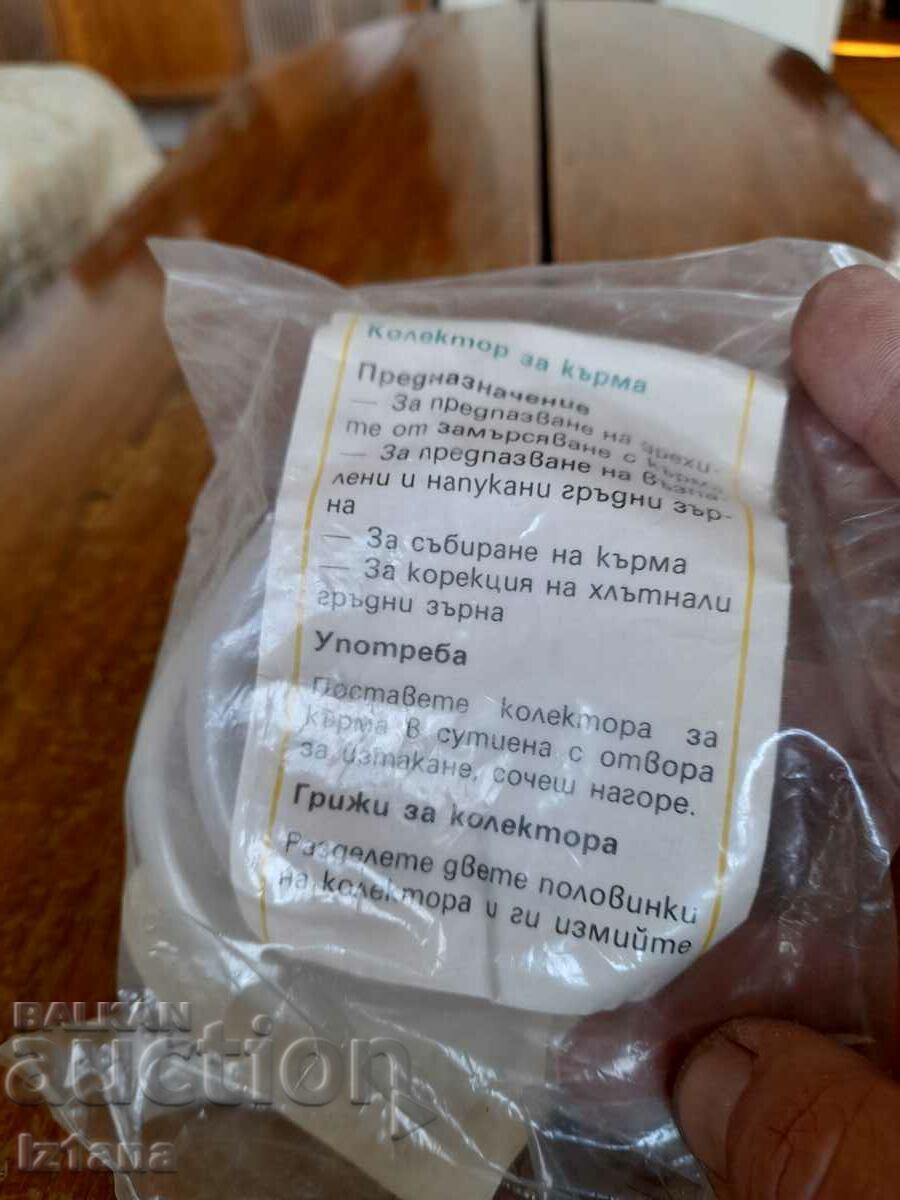 Колектор за кърма
Предназначение
— За предпазване на дрехи-
те от замърсяване с кърма
— За предпазване на възпа-
лени и напукани гръдни зър-
на
— За събиране на кърма
— За корекция на хлътнали
гръдни зърна
Употреба
Поставете колектора за
кърма в сутиена с отвора
за изтакане, сочещ нагоре.
Грижи за колектора
Разделете двете половинки
на колектора и ги измийте
BALKAN
auction
Iz1ana